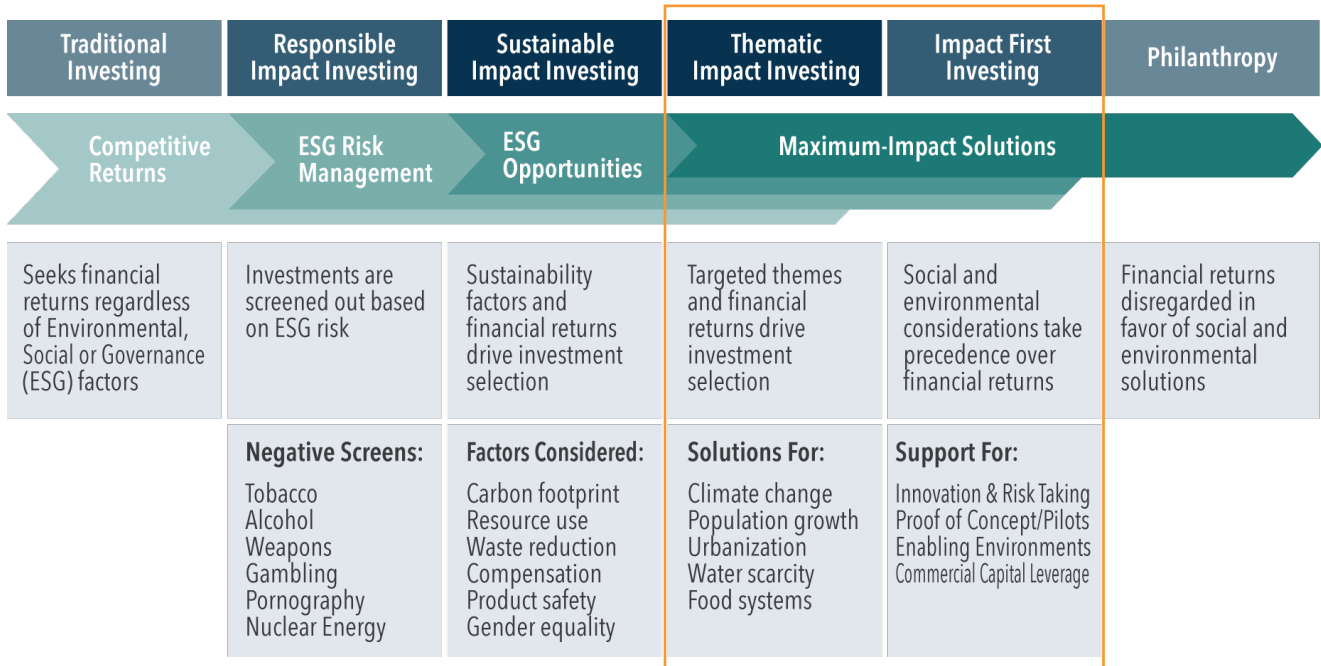 Traditional
Investing
Responsible
Impact Investing
Sustainable
Impact Investing
Thematic
Impact Investing
Impact First
Investing
Philanthropy
Competitive
Returns
ESG Risk
Management
ESG
Opportunities
Maximum-Impact Solutions
Seeks financial
returns regardless
of Environmental,
Social or Governance
(ESG) factors
Investments are
screened out based
on ESG risk
Sustainability
factors and
financial returns
drive investment
selection
Targeted themes
and financial
returns drive
investment
selection
Social and
environmental
considerations take
precedence over
financial returns
Financial returns
disregarded in
favor of social and
environmental
solutions
Negative Screens:
Tobacco
Alcohol
Weapons
Gambling
Pornography
Nuclear Energy
Factors Considered:
Carbon footprint
Resource use
Waste reduction
Compensation
Product safety
Gender equality
Solutions For:
Climate change
Population growth
Urbanization
Water scarcity
Food systems
Support For:
Innovation & Risk Taking
Proof of Concept/Pilots
Enabling Environments
Commercial Capital Leverage